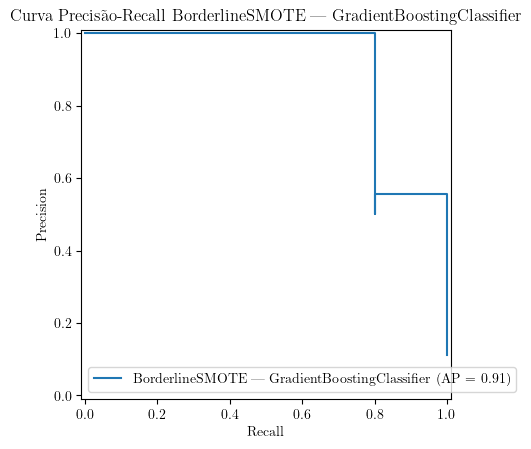 Curva Precisão-Recall BorderlineSMOTE — GradientBoostingClassifier
1.0
0.8
0.6
0.4
0.2
0.0
Precision
BorderlineSMOTE — GradientBoostingClassifier (AP = 0.91)
0.0 0.2 0.4 0.6 0.8 1.0
Recall